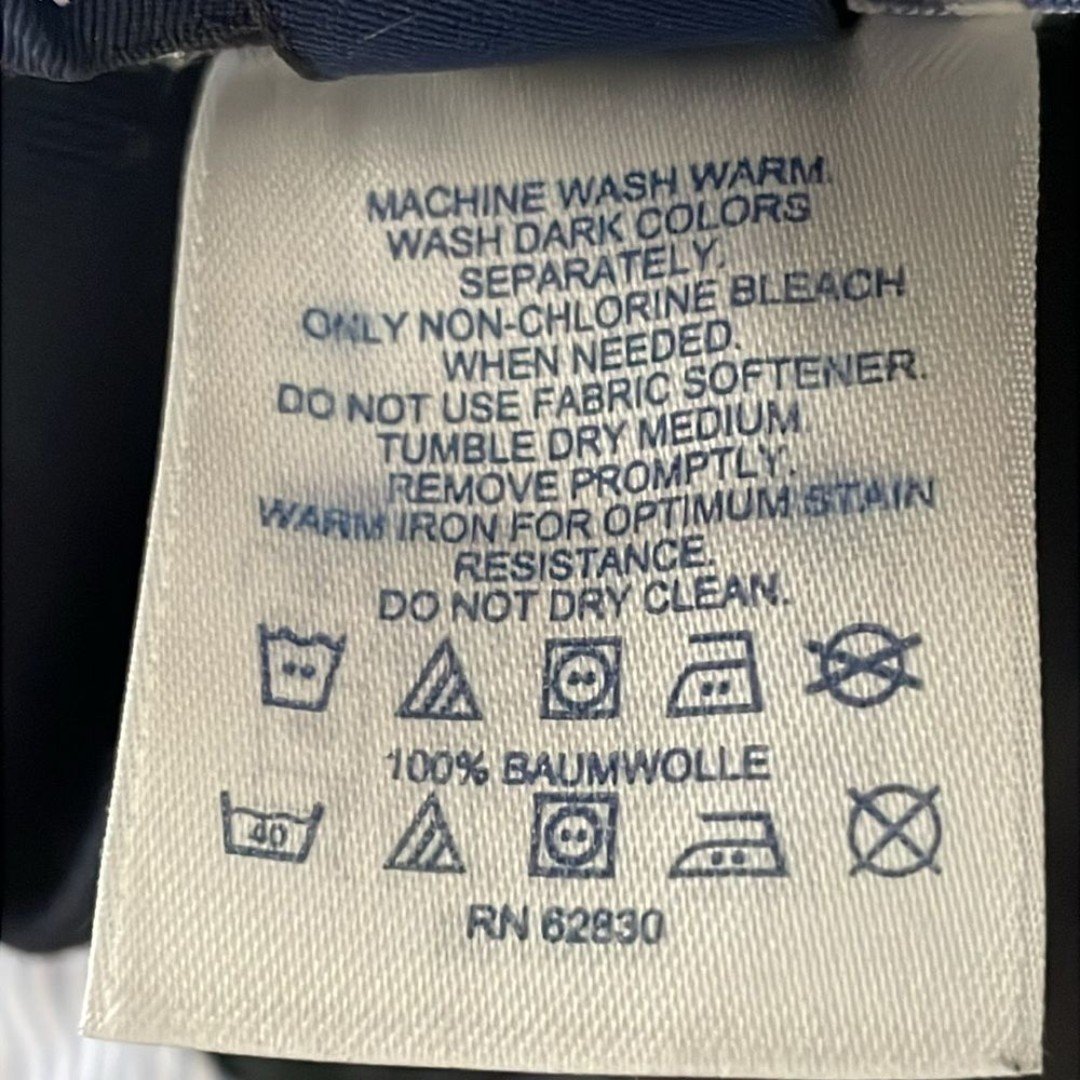 MACHINE WASH WARM.
WASH DARK COLORS
SEPARATELY.
ONLY NON-CHLORINE BLEACH
WHEN NEEDED.
DO NOT USE FABRIC SOFTENER.
TUMBLE DRY MEDIUM
REMOVE PROMPTLY.
WARM IRON FOR OPTIMUM STAIN
RESISTANCE.
DO NOT DRY CLEAN.
100% BAUMWOLLE
40
RN 62830